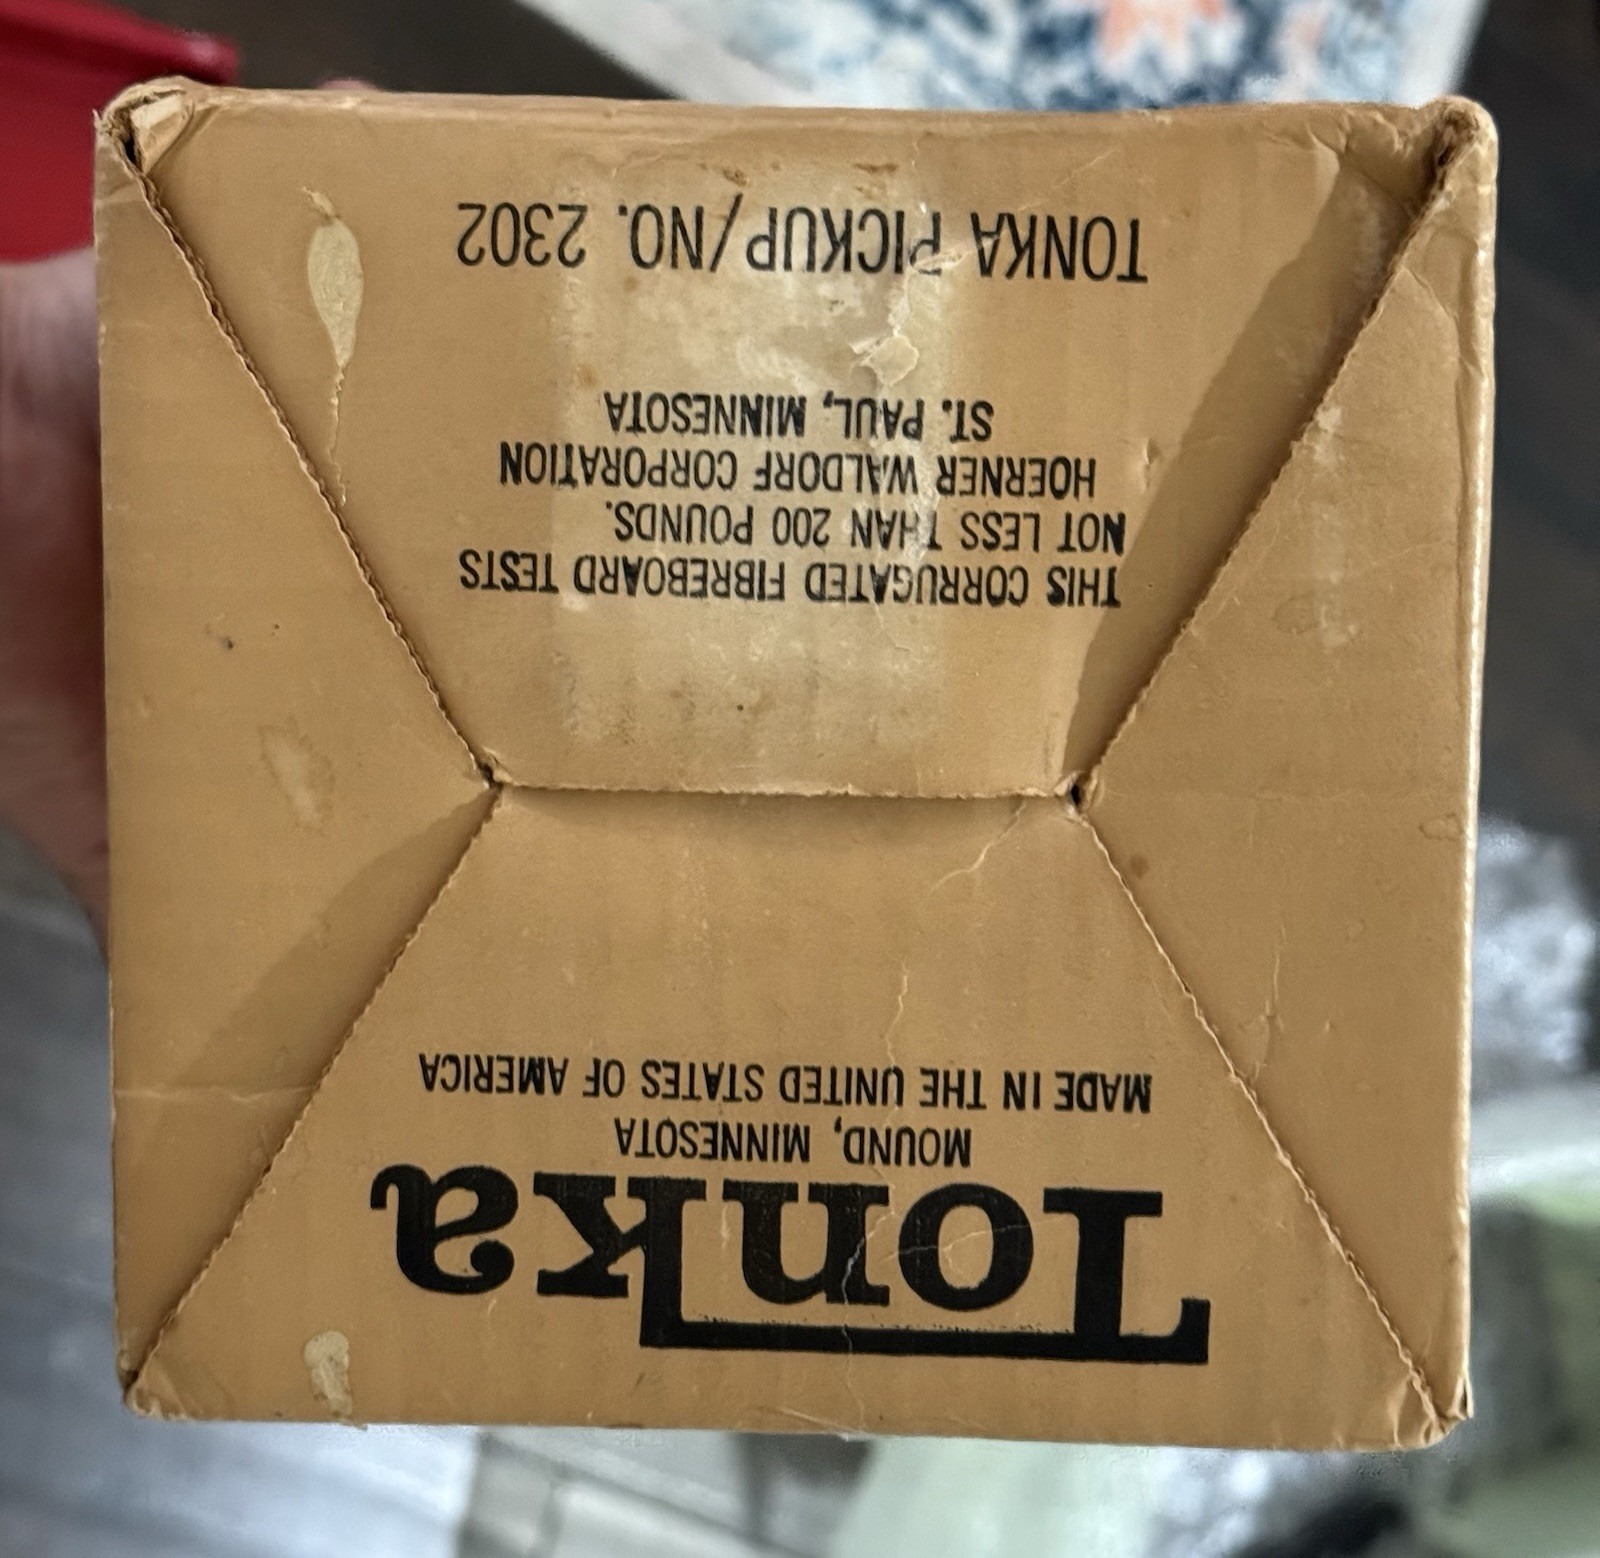 Tonka
MOUND, MINNESOTA
MADE IN THE UNITED STATES OF AMERICA
THIS CORRUGATED FIBREBOARD TESTS
NOT LESS THAN 200 POUNDS.
HOERNER WALDORF CORPORATION
ST. PAUL, MINNESOTA
TONKA PICKUP/NO. 2302